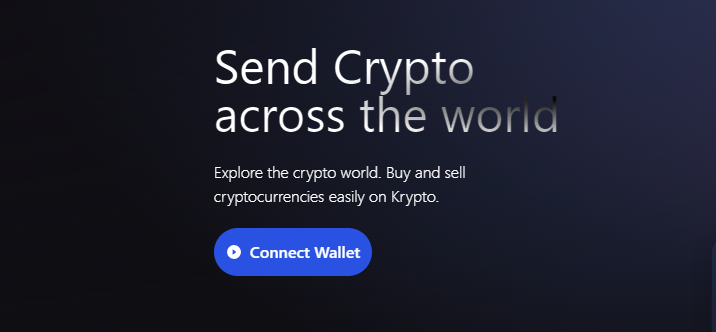 Send Crypto
across the world
Explore the crypto world. Buy and sell
cryptocurrencies easily on Krypto.
Connect Wallet